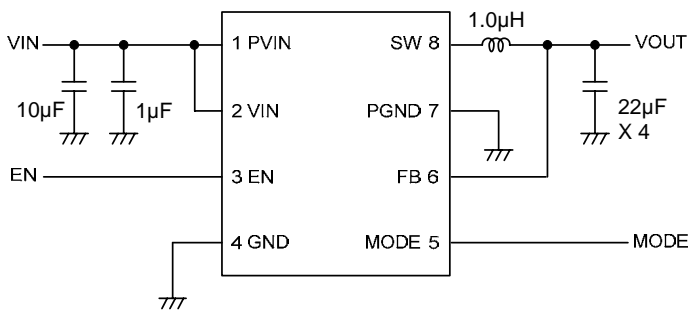 1.0µH
VIN
1 PVIN
SW 8
VOUT
10µF
1µF
2 VIN
PGND 7
22µF
X 4
EN
3 EN
FB 6
4 GND
MODE 5
MODE